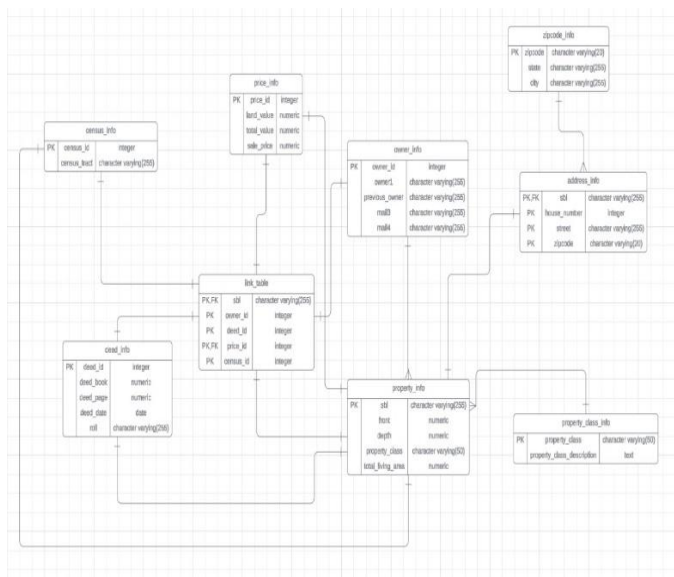 zipcode_info
PK zipcode character varying(20)
state character varying(255)
city character varying(255)
price_info
PK price_id integer
land_value numeric
total_value numeric
sale_price numeric
census_info
PK census_id integer
census_tract character varying(255)
owner_info
PK owner_id integer
owner1 character varying(255)
previous_owner character varying(255)
mail3 character varying(255)
mail4 character varying(255)
address_info
PK,FK sbl character varying(255)
PK house_number integer
PK street character varying(255)
PK zipcode character varying(20)
link_table
PK,FK sbl character varying(255)
PK owner_id integer
PK deed_id integer
PK,FK price_id integer
PK census_id integer
deed_info
PK deed_id integer
deed_book numeric
deed_page numeric
deed_date date
roll character varying(255)
property_info
PK sbl character varying(255)
front numeric
depth numeric
property_class character varying(50)
total_living_area numeric
property_class_info
PK property_class character varying(50)
property_class_description text